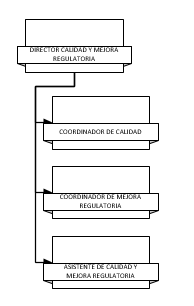 DIRECTOR CALIDAD Y MEJORA
REGULATORIA
COORDINADOR DE CALIDAD
COORDINADOR DE MEJORA
REGULATORIA
ASISTENTE DE CALIDAD Y
MEJORA REGULATORIA